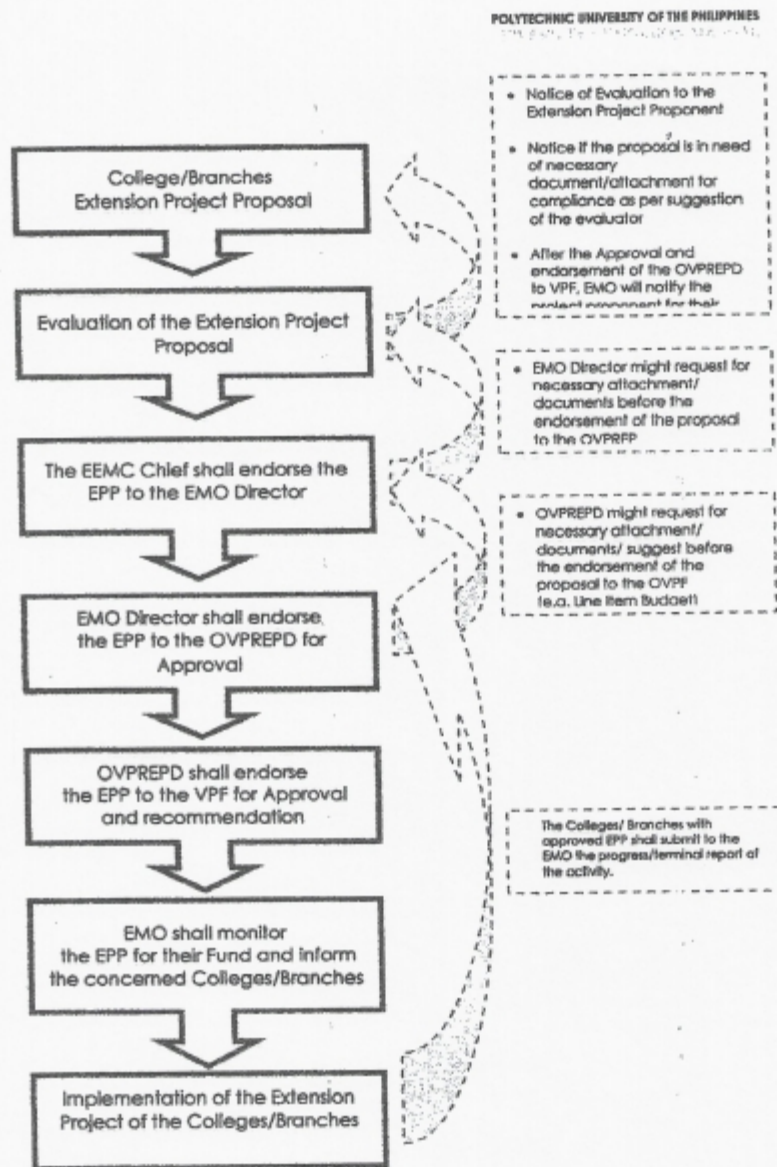 POLYTECHNIC UNIVERSITY OF THE PHILIPPINES
College/Branches
Extension Project Proposal
Evaluation of the Extension Project
Proposal
The EEMC Chief shall endorse the
EPP to the EMO Director
EMO Director shall endorse
the EPP to the OVPREPD for
Approval
OVPREPD shall endorse
the EPP to the VPF for Approval
and recommendation
EMO shall monitor
the EPP for their Fund and inform
the concerned Colleges/Branches
Implementation of the Extension
Project of the Colleges/Branches
• Notice of Evaluation to the
Extension Project Proponent
• Notice if the proposal is in need
of necessary
document/attachment for
compliance as per suggestion
of the evaluator
• After the Approval and
endorsement of the OVPREPD
to VPF, EMO will notify the
project proponent for their
• EMO Director might request for
necessary attachment/
documents before the
endorsement of the proposal
to the OVPREP
• OVPREPD might request for
necessary attachment/
documents/ suggest before
the endorsement of the
proposal to the OVPF
(e.g. Line Item Budget)
The Colleges/ Branches with
approved EPP shall submit to the
EMO the progress/terminal report of
the activity.